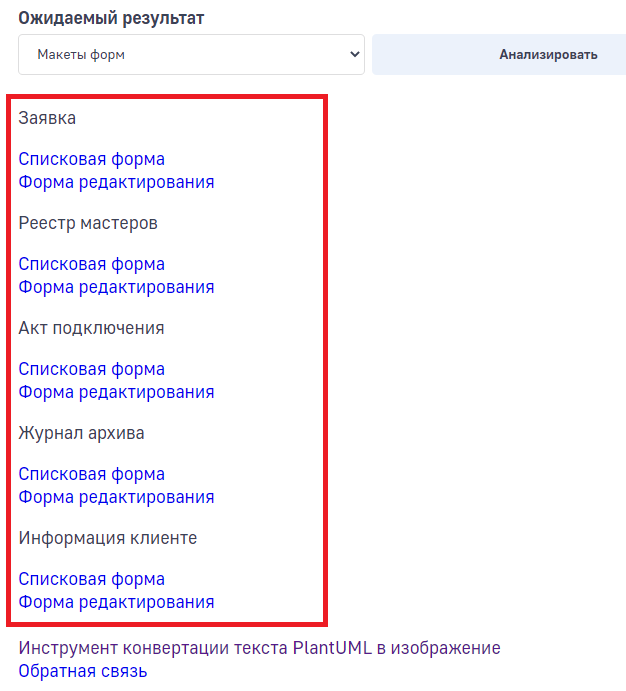 Ожидаемый результат
Макеты форм
Анализировать
Заявка
Списковая форма
Форма редактирования
Реестр мастеров
Списковая форма
Форма редактирования
Акт подключения
Списковая форма
Форма редактирования
Журнал архива
Списковая форма
Форма редактирования
Информация клиенте
Списковая форма
Форма редактирования
Инструмент конвертации текста PlantUML в изображение
Обратная связь